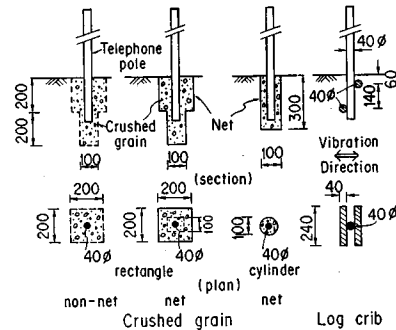 Telephone
pole
40ø
60
200
200
Crushed
grain
Net
40ø
140
300
100
100
100
(section)
Vibration
Direction
200
200
40
200
200
100
100
240
40ø
40ø
40ø
40ø
rectangle
(plan)
cylinder
non-net
net
net
Crushed grain
Log crib